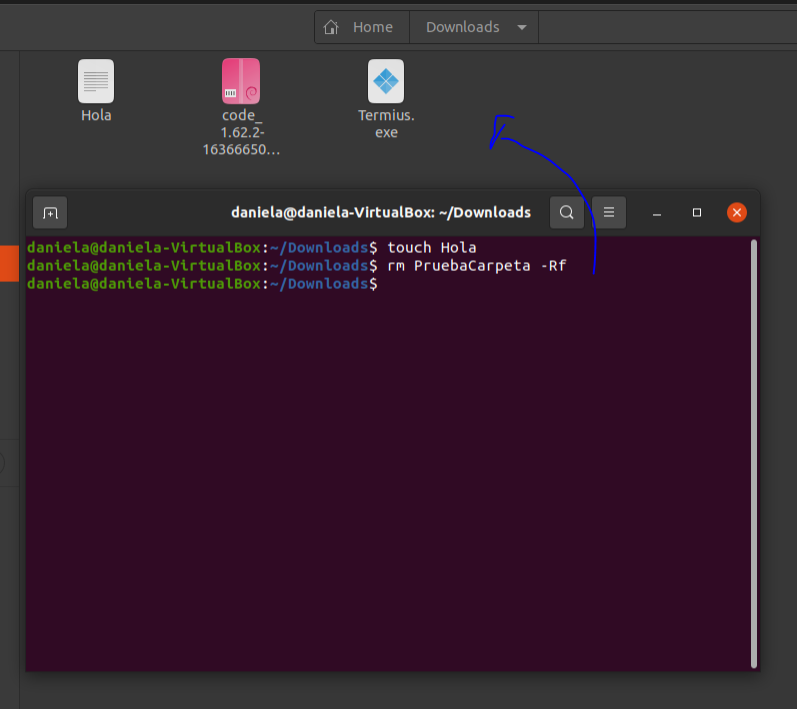 Home Downloads
Hola
code_
1.62.2-
16366650...
Termius.
exe
daniela@daniela-VirtualBox: ~/Downloads
daniela@daniela-VirtualBox:~/Downloads$ touch Hola
daniela@daniela-VirtualBox:~/Downloads$ rm PruebaCarpeta -Rf
daniela@daniela-VirtualBox:~/Downloads$